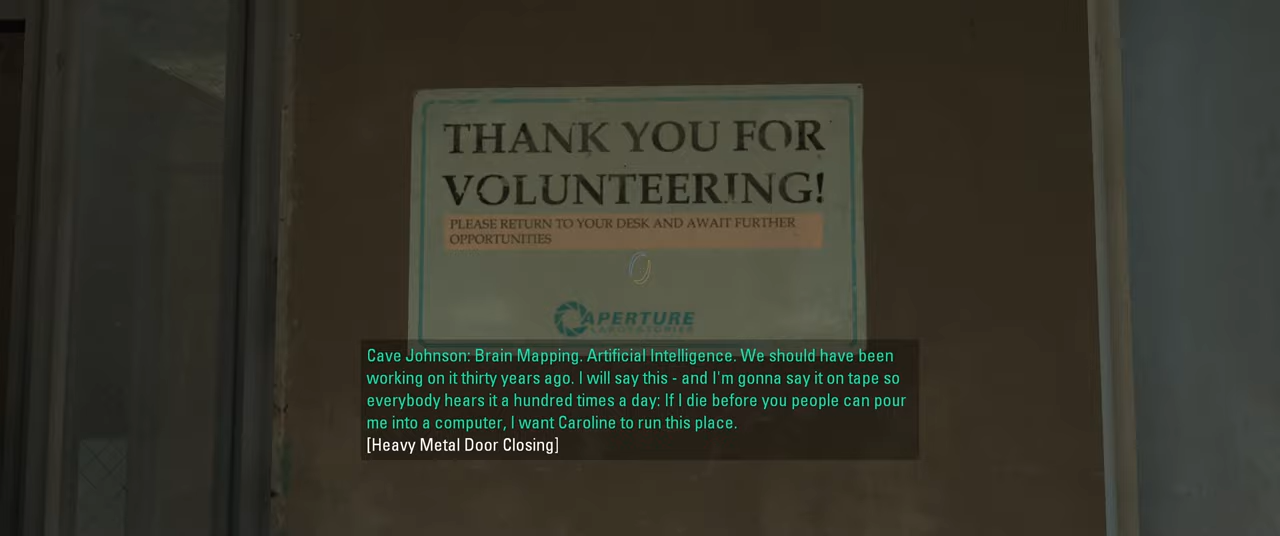 THANK YOU FOR
VOLUNTEERING!
PLEASE RETURN TO YOUR DESK AND AWAIT FURTHER
OPPORTUNITIES
APERTURE
LABORATORIES
Cave Johnson: Brain Mapping. Artificial Intelligence. We should have been
working on it thirty years ago. I will say this - and I'm gonna say it on tape so
everybody hears it a hundred times a day: If I die before you people can pour
me into a computer, I want Caroline to run this place.
[Heavy Metal Door Closing]